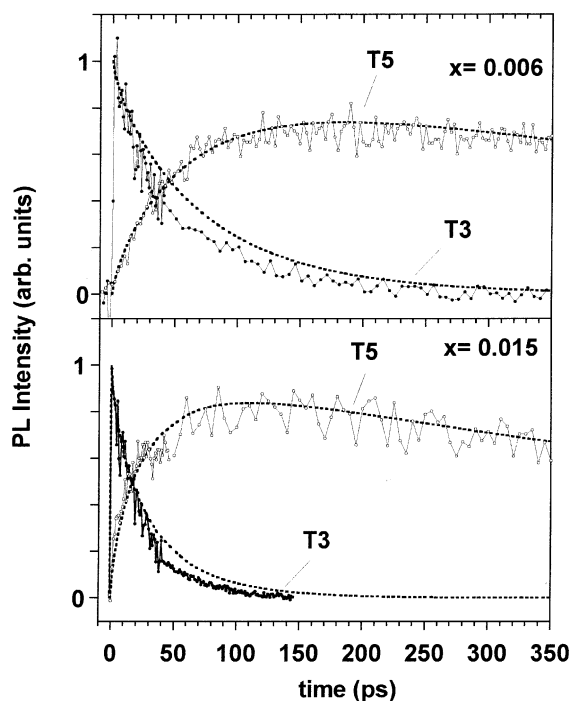 T5
x= 0.006
1
T3
0
PL Intensity (arb. units)
T5
x= 0.015
1
T3
0
0 50 100 150 200 250 300 350
time (ps)